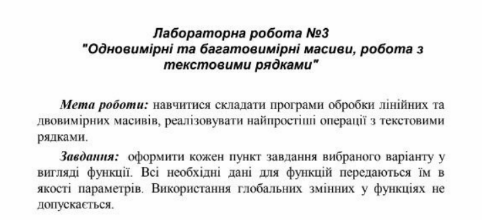 Лабораторна робота №3
"Одновимірні та багатовимірні масиви, робота з
текстовими рядками"
Мета роботи: навчитися складати програми обробки лінійних та
двовимірних масивів, реалізовувати найпростіші операції з текстовими
рядками.
Завдання: оформити кожен пункт завдання вибраного варіанту у
вигляді функції. Всі необхідні дані для функцій передаються їм в
якості параметрів. Використання глобальних змінних у функціях не
допускається.